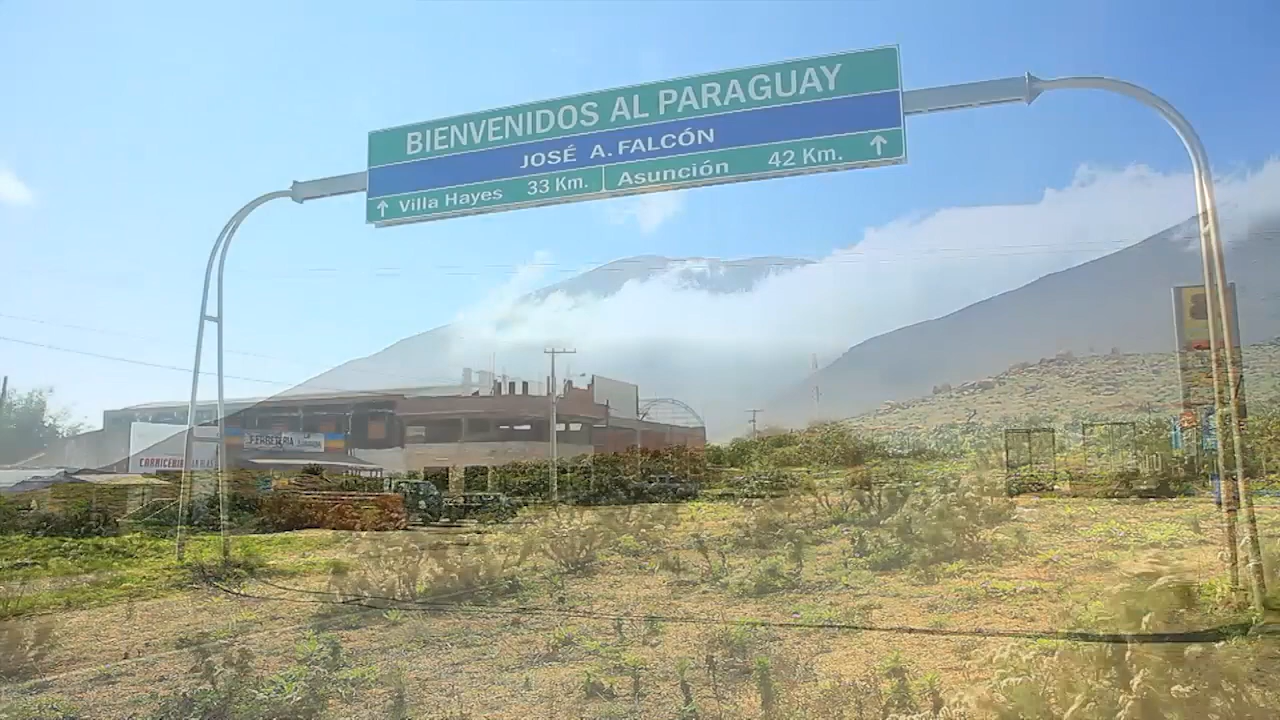 BIENVENIDOS AL PARAGUAY
JOSÉ A. FALCÓN
↑ Villa Hayes 33 Km. Asunción 42 Km. ↑
FERRETERIA
CARNICERIA